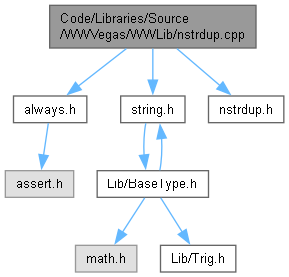 Code/Libraries/Source
/WWVegas/WWLib/nstrdup.cpp
always.h
string.h
nstrdup.h
assert.h
Lib/BaseType.h
math.h
Lib/Trig.h